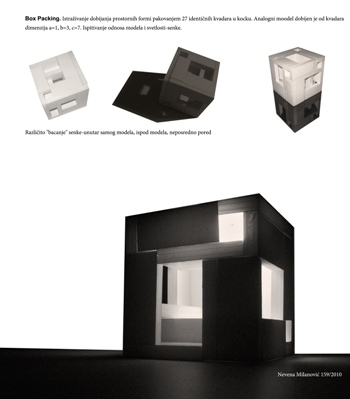 Box Packing. Istraživanje dobijanja prostornih formi pakovanjem 27 identičnih kvadara u kocku. Analogni moodel dobijen je od kvadara
dimenzija a=1, b=3, c=7. Ispitivanje odnosa modela i svetlosti-senke.
Različito "bacanje" senke-unutar samog modela, ispod modela, neposredno pored
Nevena Milanović 159/2010